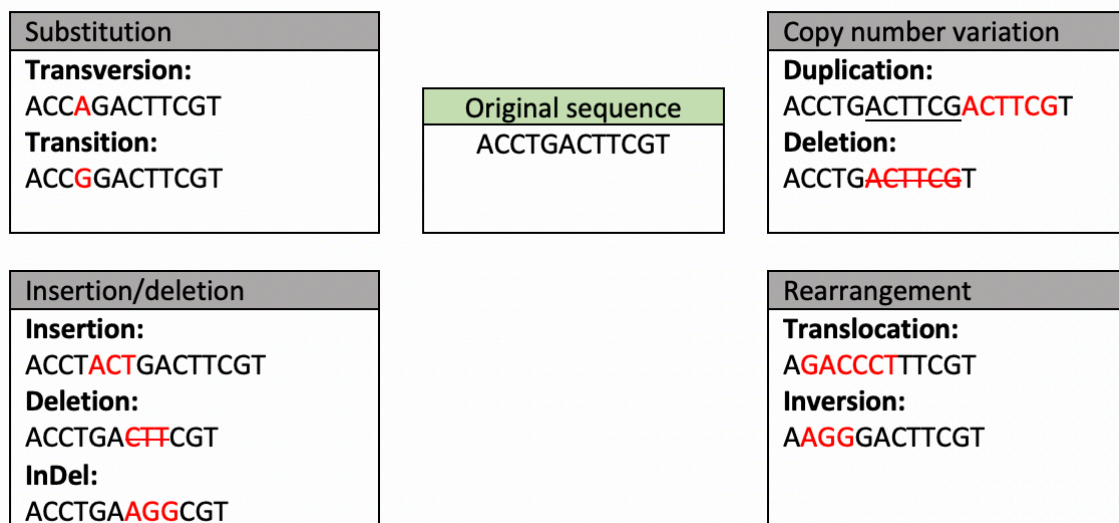 Substitution
Transversion:
ACCAGACTTCGT
Transition:
ACCGGACTTCGT
Original sequence
ACCTGACTTCGT
Copy number variation
Duplication:
ACCTGACTTCGACTTCGT
Deletion:
ACCTGACTTCGT
Insertion/deletion
Insertion:
ACCTACTGACTTCGT
Deletion:
ACCTGACTTCGT
InDel:
ACCTGAAGGCGT
Rearrangement
Translocation:
AGACCCTTTCGT
Inversion:
AAGGGACTTCGT